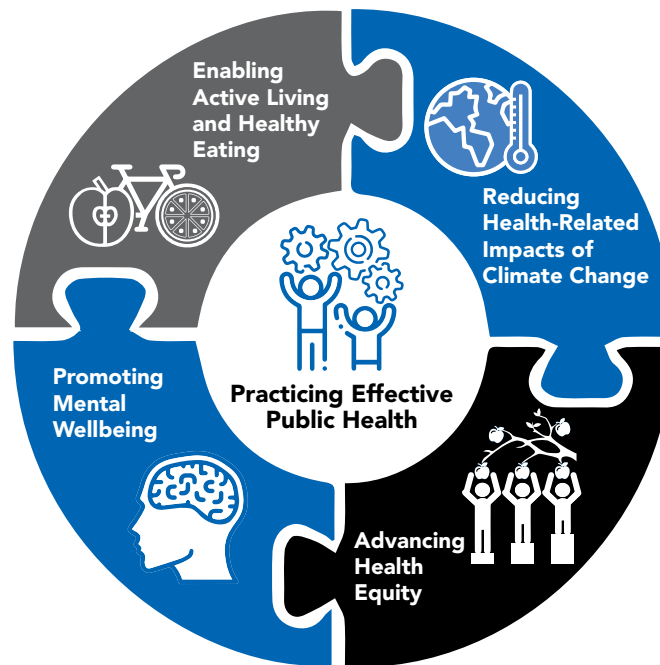 Enabling
Active Living
and Healthy
Eating
Reducing
Health-Related
Impacts of
Climate Change
Promoting
Mental
Wellbeing
Practicing Effective
Public Health
Advancing
Health
Equity